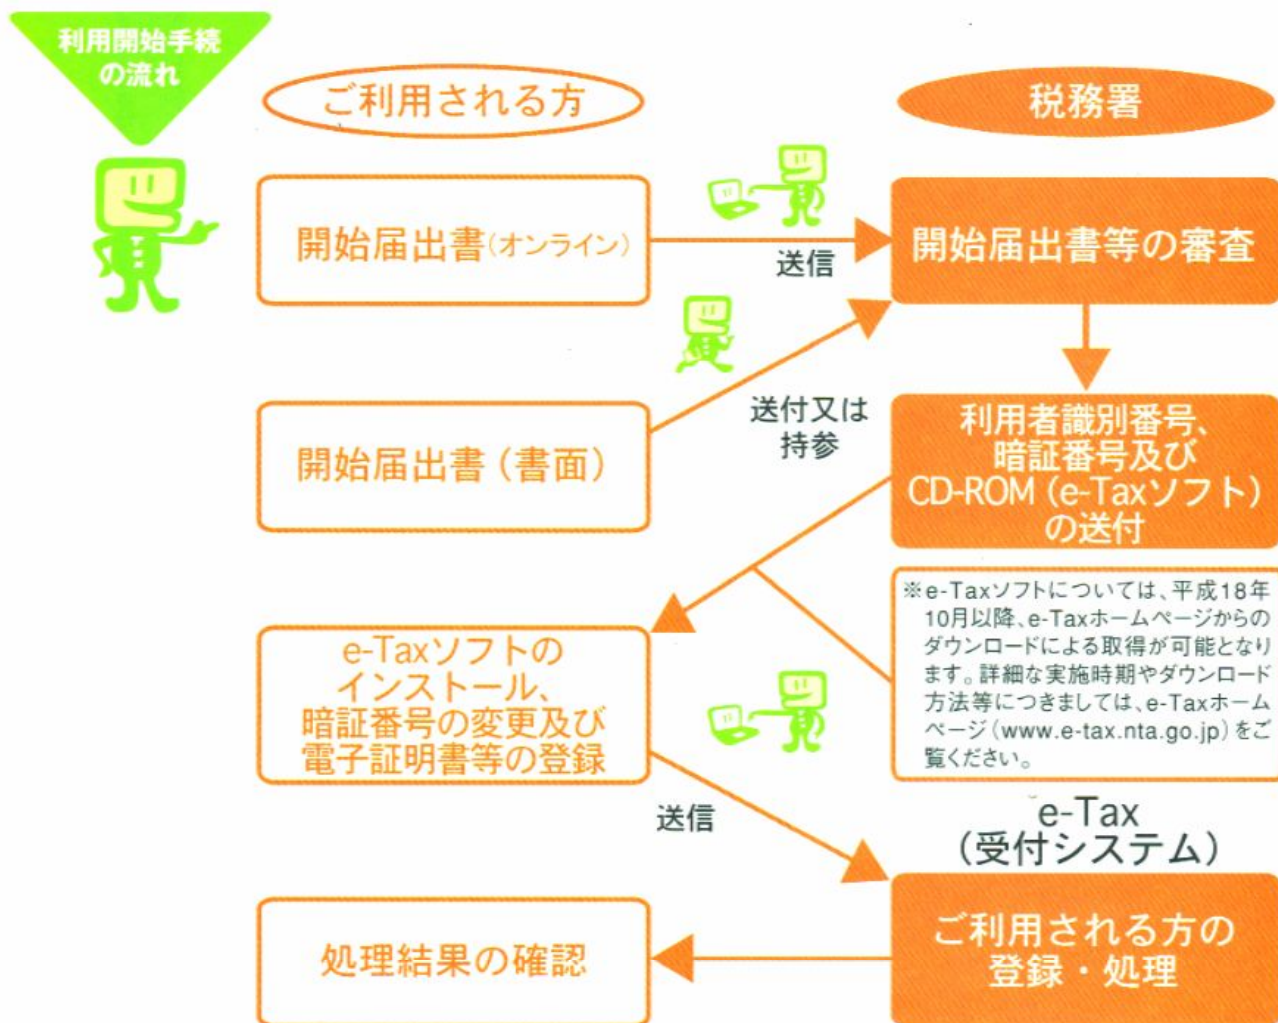 利用開始手続
の流れ
ご利用される方
税務署
開始届出書(オンライン)
送信
開始届出書等の審査
開始届出書(書面)
送付又は
持参
利用者識別番号、
暗証番号及び
CD-ROM(e-Taxソフト)
の送付
※e-Taxソフトについては、平成18年
10月以降、e-Taxホームページからの
ダウンロードによる取得が可能となり
ます。詳細な実施時期やダウンロード
方法等につきましては、e-Taxホーム
ページ(www.e-tax.nta.go.jp)をご
覧ください。
e-Taxソフトの
インストール、
暗証番号の変更及び
電子証明書等の登録
送信
e-Tax
(受付システム)
ご利用される方の
登録・処理
処理結果の確認